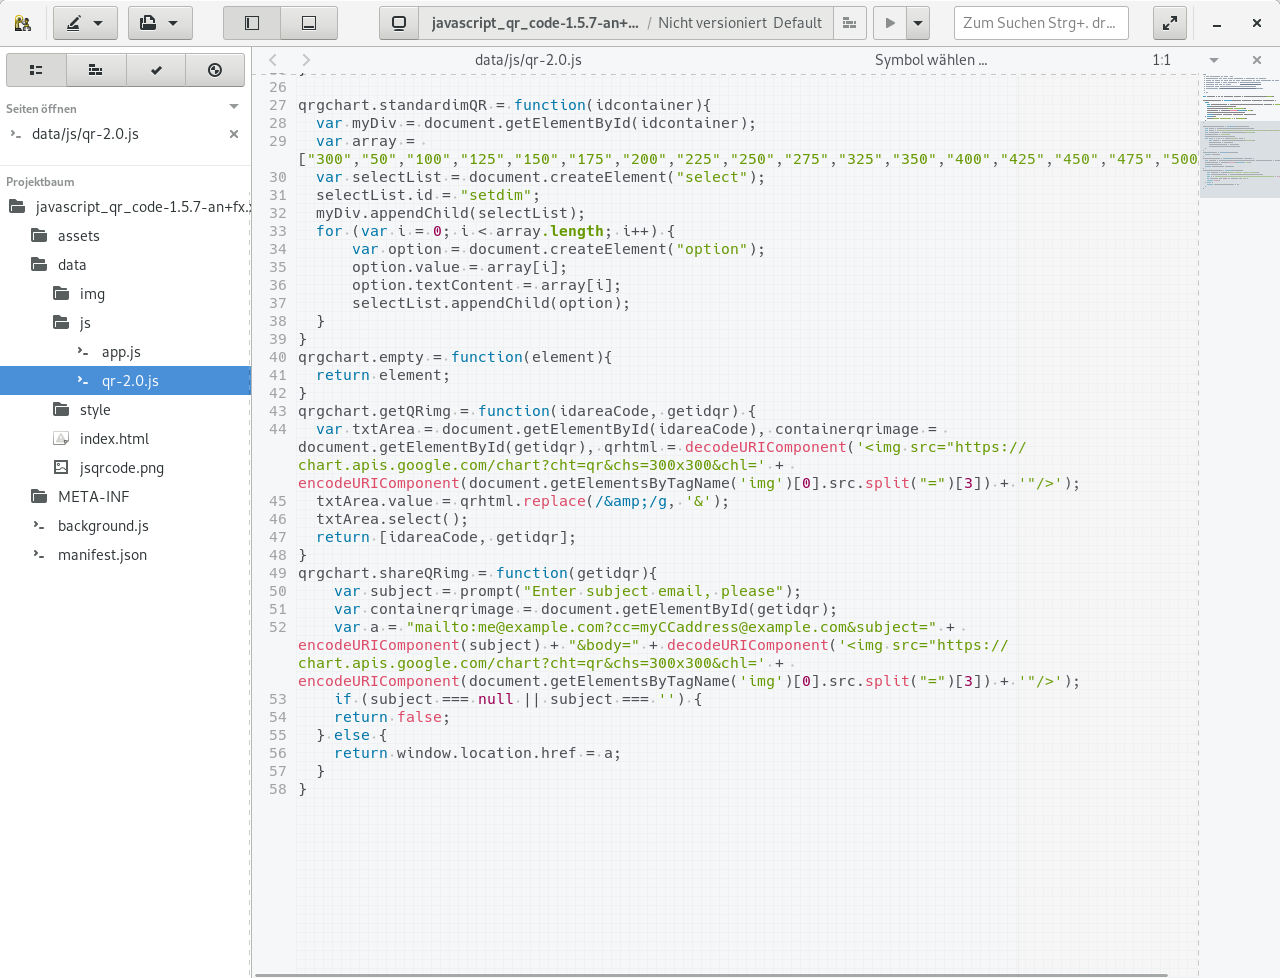 javascript_qr_code-1.5.7-an+... / Nicht versioniert Default
Zum Suchen Strg+. dr...
data/js/qr-2.0.js
Symbol wählen ...
1:1
Seiten öffnen
data/js/qr-2.0.js
Projektbaum
javascript_qr_code-1.5.7-an+fx.
assets
data
img
js
app.js
qr-2.0.js
style
index.html
jsqrcode.png
META-INF
background.js
manifest.json
26
27 qrgchart.standardimQR = function(idcontainer){
28 var myDiv = document.getElementById(idcontainer);
29 var array =
["300","50","100","125","150","175","200","225","250","275","325","350","400","425","450","475","500
30 var selectList = document.createElement("select");
31 selectList.id = "setdim";
32 myDiv.appendChild(selectList);
33 for (var i = 0; i < array.length; i++) {
34 var option = document.createElement("option");
35 option.value = array[i];
36 option.textContent = array[i];
37 selectList.appendChild(option);
38 }
39 }
40 qrgchart.empty = function(element){
41 return element;
42 }
43 qrgchart.getQRimg = function(idareaCode, getidqr) {
44 var txtArea = document.getElementById(idareaCode), containerqrimage =
document.getElementById(getidqr), qrhtml = decodeURIComponent('<img src="https://
chart.apis.google.com/chart?cht=qr&chs=300x300&chl=' +
encodeURIComponent(document.getElementsByTagName('img')[0].src.split("=")[3]) + '"/>');
45 txtArea.value = qrhtml.replace(/&amp;/g, '&');
46 txtArea.select();
47 return [idareaCode, getidqr];
48 }
49 qrgchart.shareQRimg = function(getidqr){
50 var subject = prompt("Enter subject email, please");
51 var containerqrimage = document.getElementById(getidqr);
52 var a = "mailto:me@example.com?cc=myCCaddress@example.com&subject=" +
encodeURIComponent(subject) + "&body=" + decodeURIComponent('<img src="https://
chart.apis.google.com/chart?cht=qr&chs=300x300&chl=' +
encodeURIComponent(document.getElementsByTagName('img')[0].src.split("=")[3]) + '"/>');
53 if (subject === null || subject === '') {
54 return false;
55 } else {
56 return window.location.href = a;
57 }
58 }